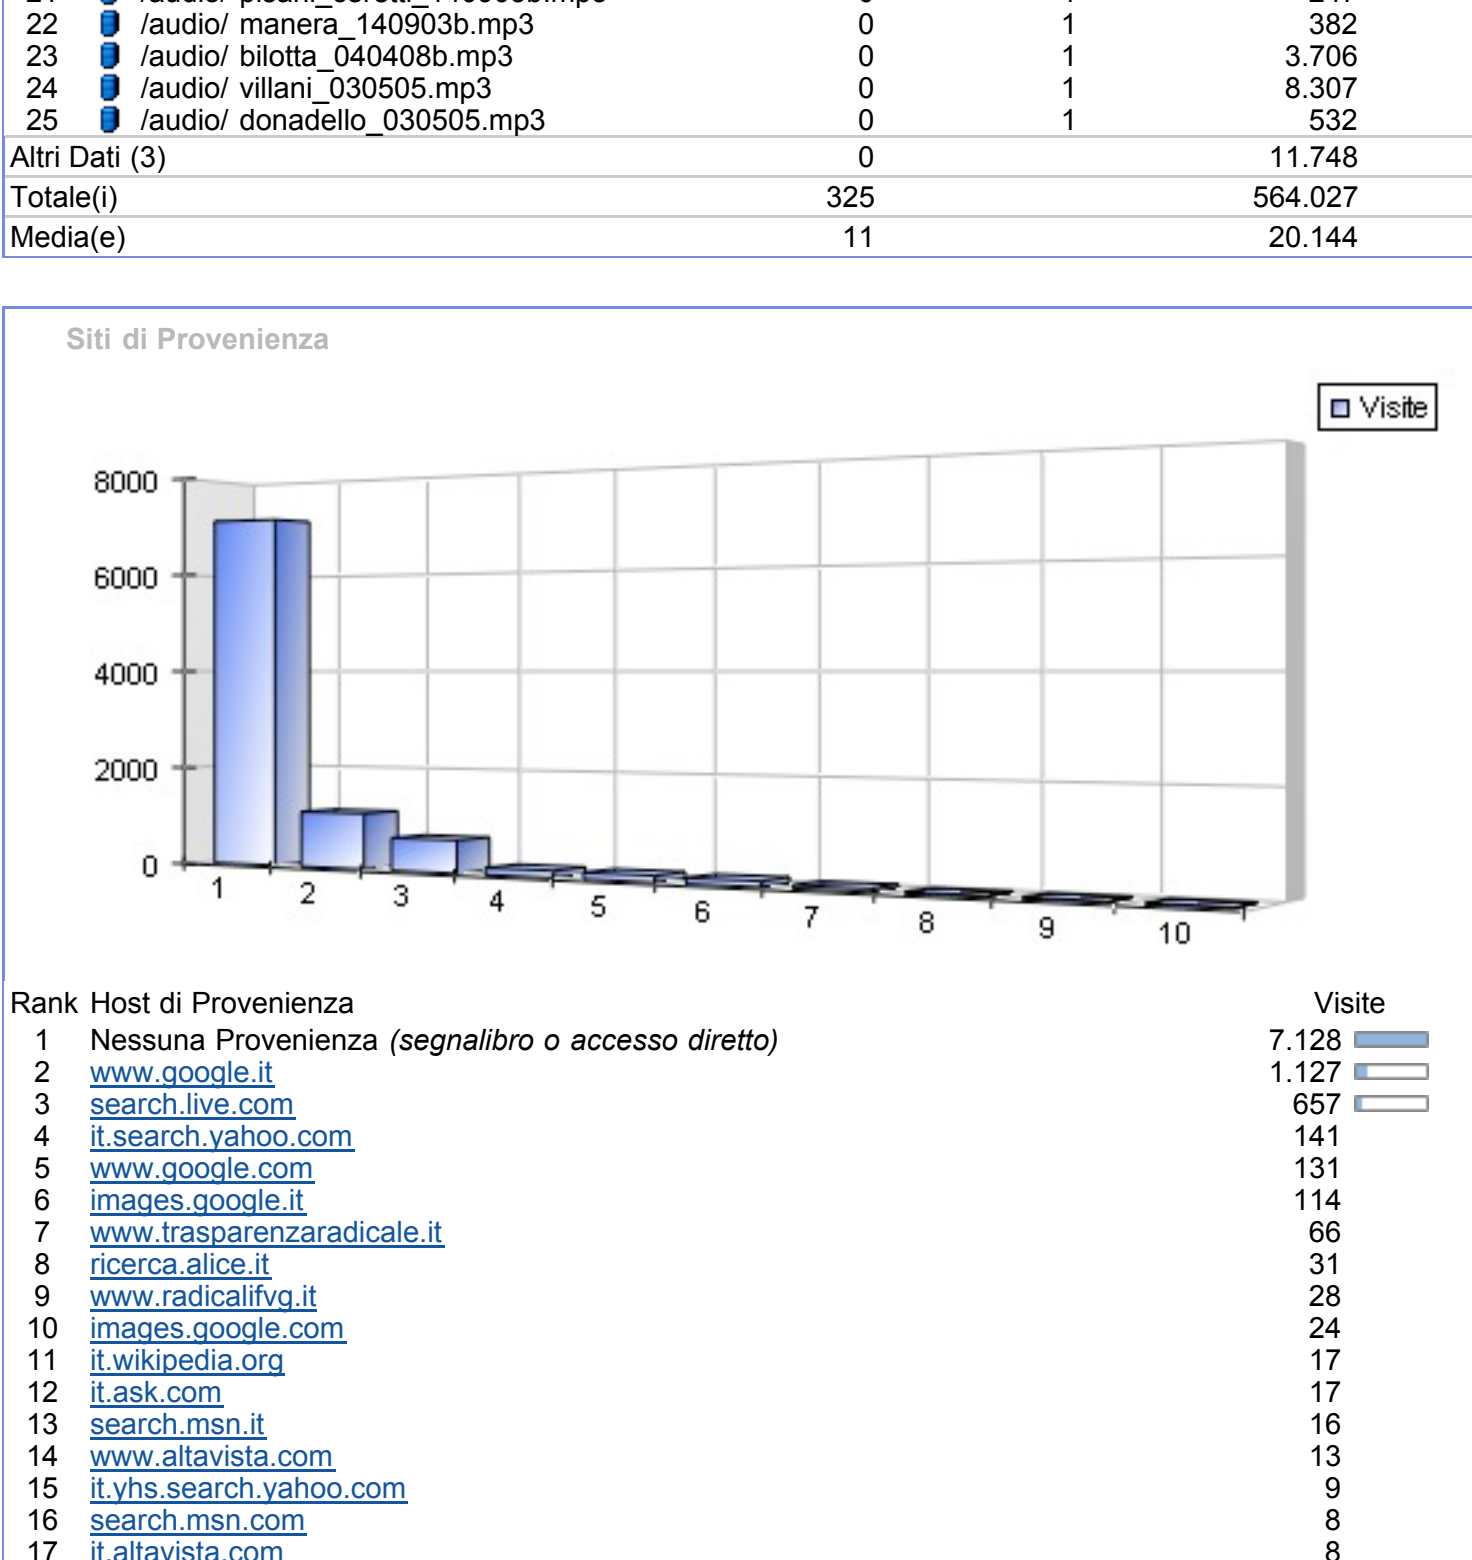 22 /audio/ manera_140903b.mp3 0 1 382
23 /audio/ bilotta_040408b.mp3 0 1 3.706
24 /audio/ villani_030505.mp3 0 1 8.307
25 /audio/ donadello_030505.mp3 0 1 532
Altri Dati (3) 0 11.748
Totale(i) 325 564.027
Media(e) 11 20.144
Siti di Provenienza
Visite
8000
6000
4000
2000
0
1 2 3 4 5 6 7 8 9 10
Rank Host di Provenienza Visite
1 Nessuna Provenienza (segnalibro o accesso diretto) 7.128
2 www.google.it 1.127
3 search.live.com 657
4 it.search.yahoo.com 141
5 www.google.com 131
6 images.google.it 114
7 www.trasparenzaradicale.it 66
8 ricerca.alice.it 31
9 www.radicalifvg.it 28
10 images.google.com 24
11 it.wikipedia.org 17
12 it.ask.com 17
13 search.msn.it 16
14 www.altavista.com 13
15 it.yhs.search.yahoo.com 9
16 search.msn.com 8
17 it.altavista.com 8